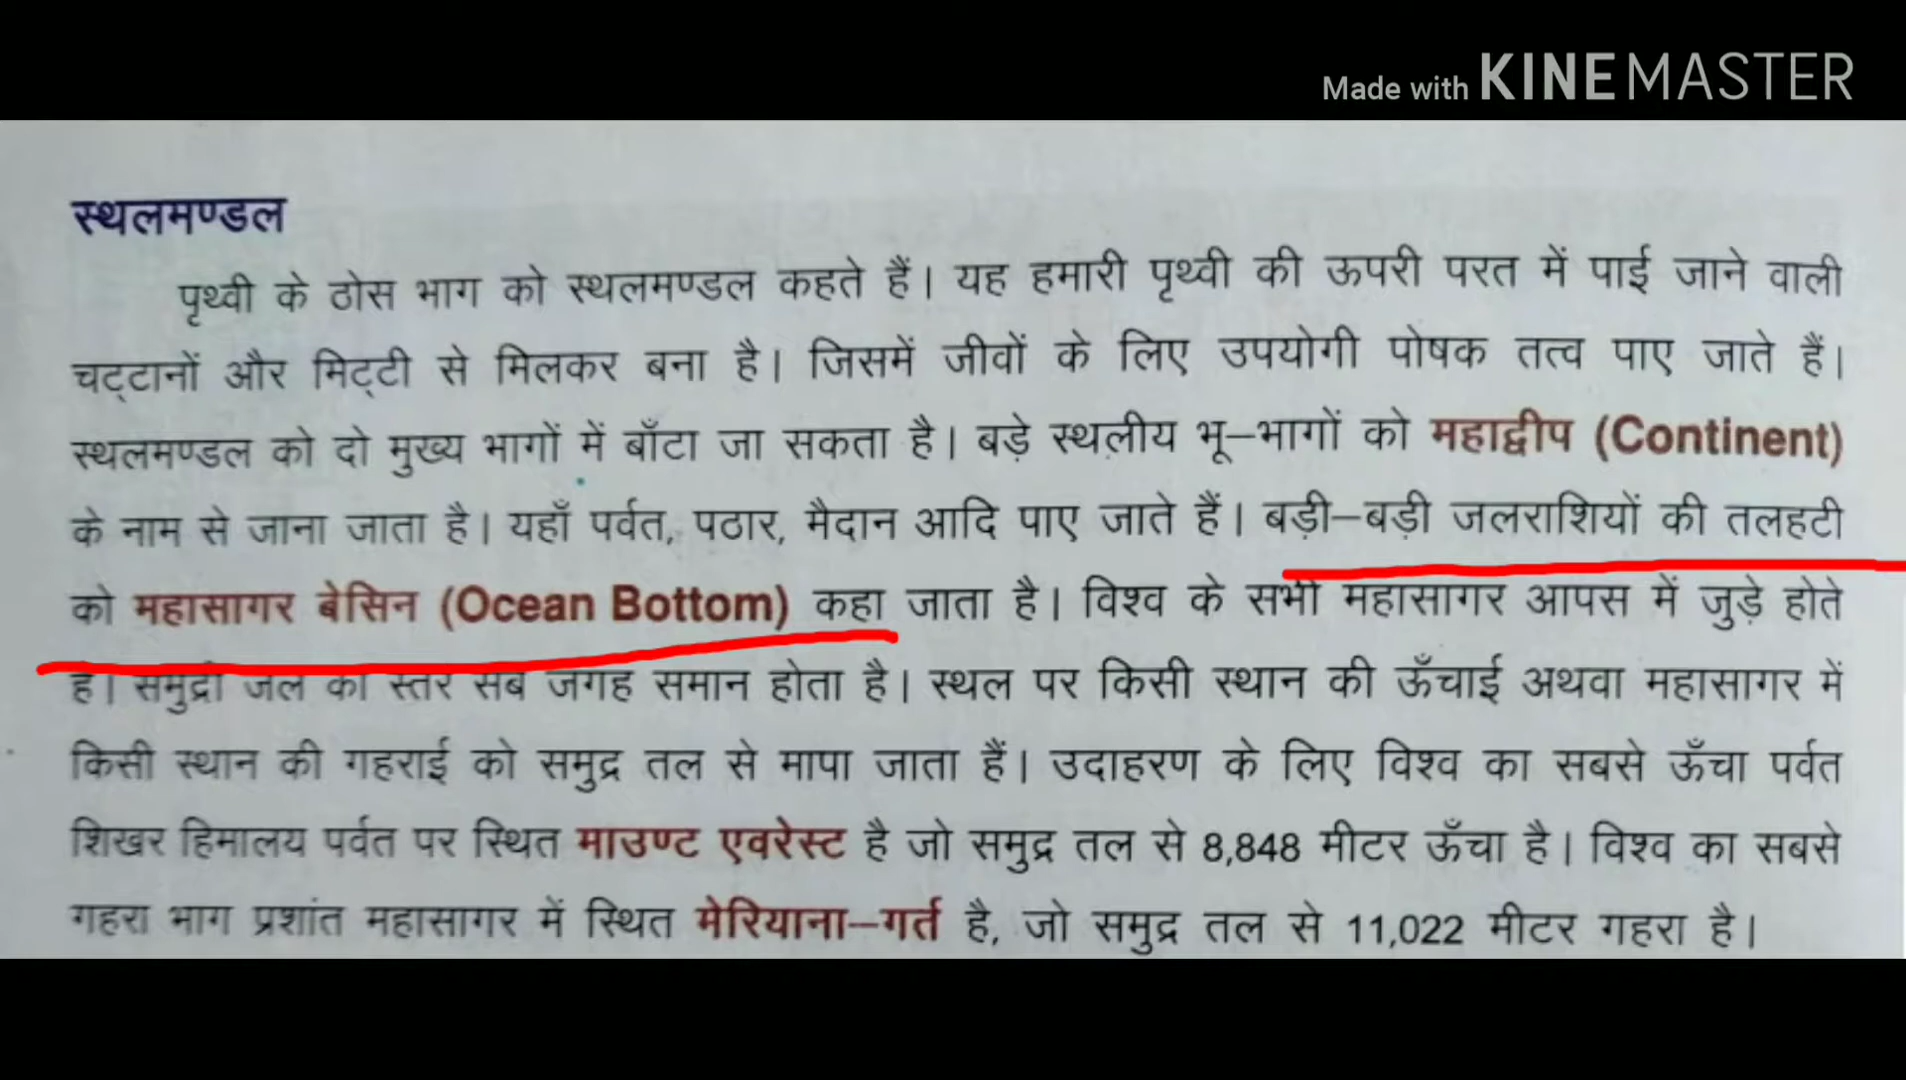 Made with KINEMASTER
स्थलमण्डल
पृथ्वी के ठोस भाग को स्थलमण्डल कहते हैं। यह हमारी पृथ्वी की ऊपरी परत में पाई जाने वाली
चट्टानों और मिट्टी से मिलकर बना है। जिसमें जीवों के लिए उपयोगी पोषक तत्व पाए जाते हैं।
स्थलमण्डल को दो मुख्य भागों में बाँटा जा सकता है। बड़े स्थलीय भू–भागों को महाद्वीप (Continent)
के नाम से जाना जाता है। यहाँ पर्वत, पठार, मैदान आदि पाए जाते हैं। बड़ी–बड़ी जलराशियों की तलहटी
को महासागर बेसिन (Ocean Bottom) कहा जाता है। विश्व के सभी महासागर आपस में जुड़े होते
हैं। समुद्री जल का स्तर सब जगह समान होता है। स्थल पर किसी स्थान की ऊँचाई अथवा महासागर में
किसी स्थान की गहराई को समुद्र तल से मापा जाता हैं। उदाहरण के लिए विश्व का सबसे ऊँचा पर्वत
शिखर हिमालय पर्वत पर स्थित माउण्ट एवरेस्ट है जो समुद्र तल से 8,848 मीटर ऊँचा है। विश्व का सबसे
गहरा भाग प्रशांत महासागर में स्थित मेरियाना–गर्त है, जो समुद्र तल से 11,022 मीटर गहरा है।